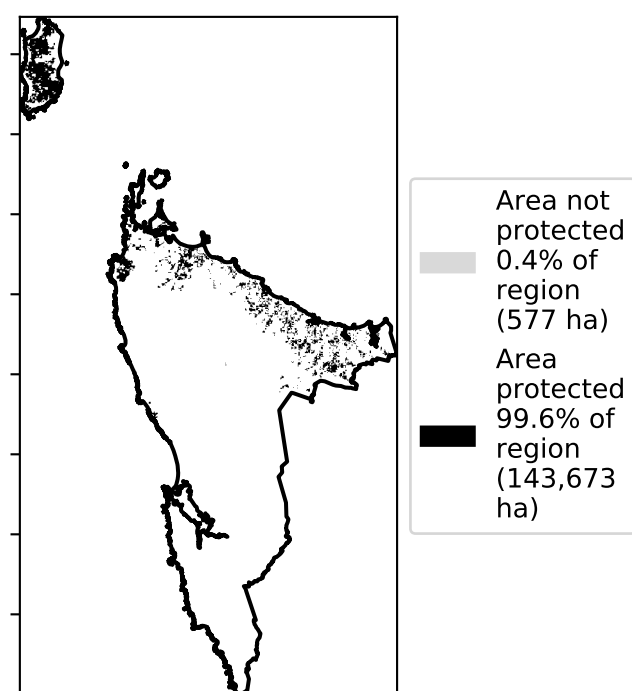 Area not
protected
0.4% of
region
(577 ha)
Area
protected
99.6% of
region
(143,673
ha)